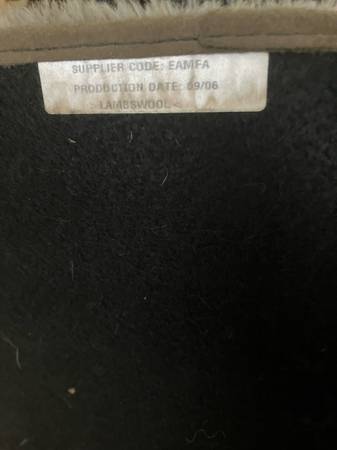 SUPPLIER CODE: EAMFA
PRODUCTION DATE: 09/06
> LAMBSWOOL <